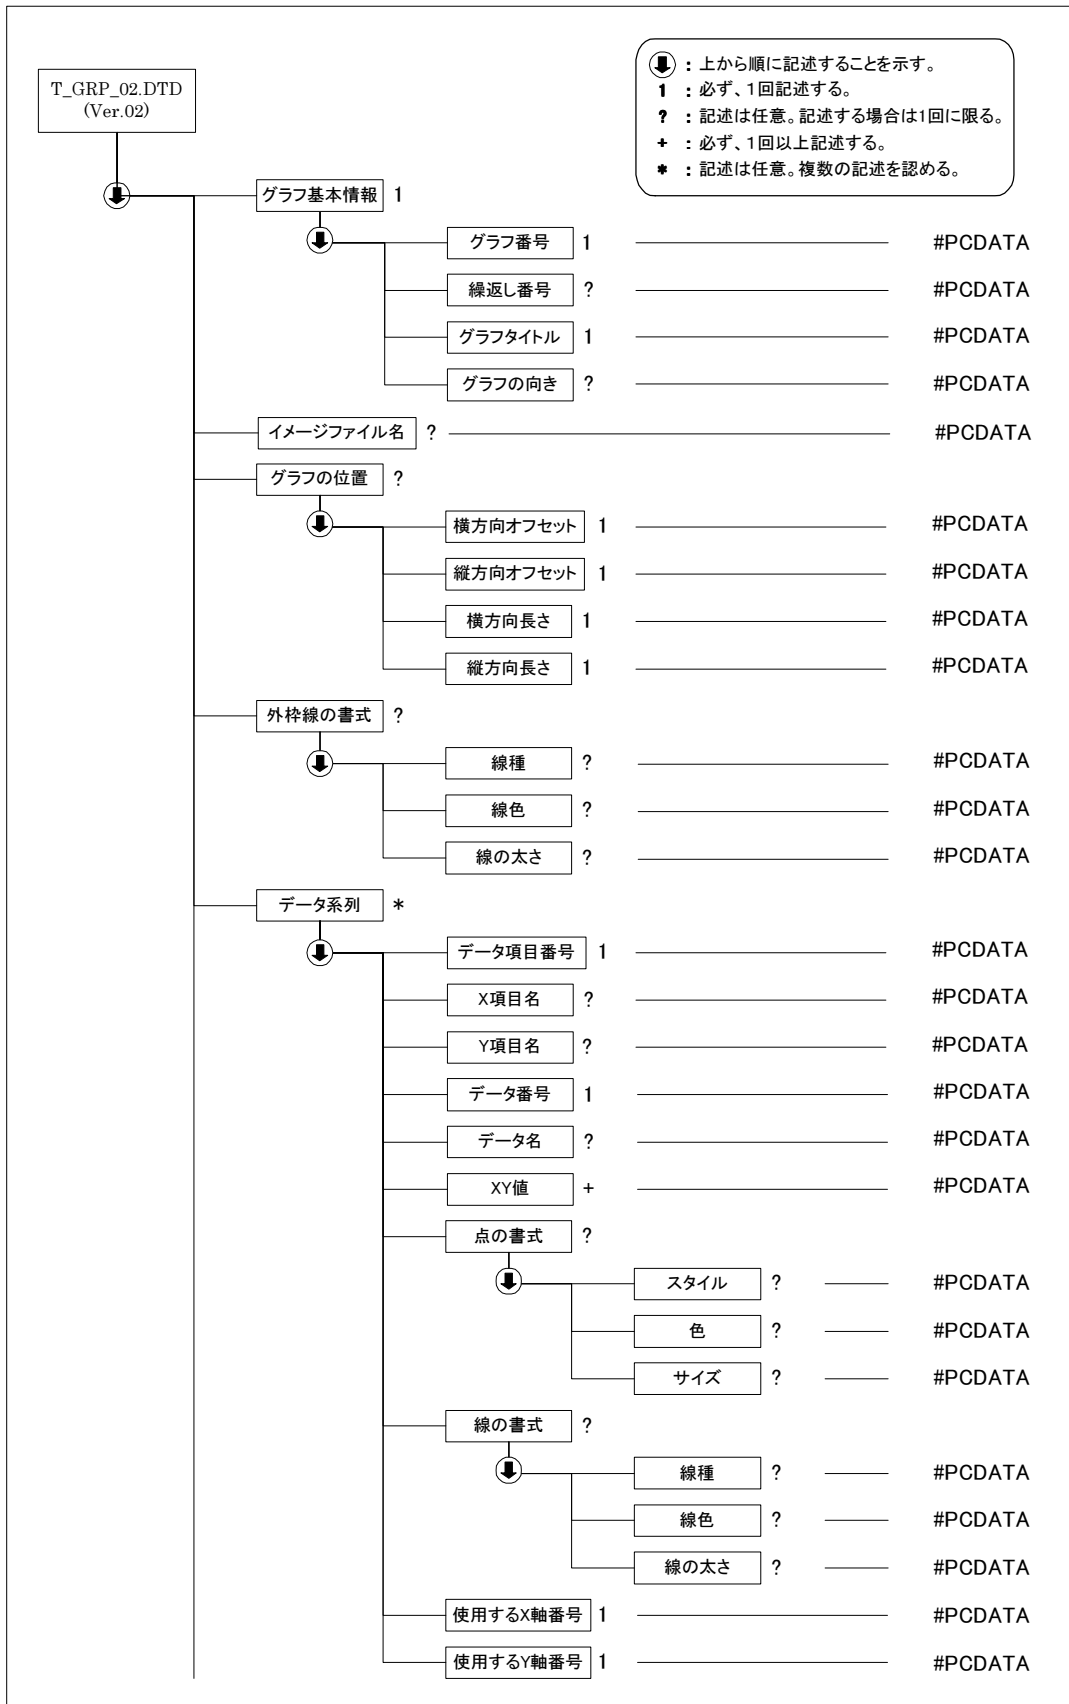 T_GRP_02.DTD
(Ver.02)
: 上から順に記述することを示す。
1 : 必ず、1回記述する。
? : 記述は任意。記述する場合は1回に限る。
+ : 必ず、1回以上記述する。
* : 記述は任意。複数の記述を認める。
グラフ基本情報 1
グラフ番号 1 #PCDATA
繰返し番号 ? #PCDATA
グラフタイトル 1 #PCDATA
グラフの向き ? #PCDATA
イメージファイル名 ? #PCDATA
グラフの位置 ?
横方向オフセット 1 #PCDATA
縦方向オフセット 1 #PCDATA
横方向長さ 1 #PCDATA
縦方向長さ 1 #PCDATA
外枠線の書式 ?
線種 ? #PCDATA
線色 ? #PCDATA
線の太さ ? #PCDATA
データ系列 *
データ項目番号 1 #PCDATA
X項目名 ? #PCDATA
Y項目名 ? #PCDATA
データ番号 1 #PCDATA
データ名 ? #PCDATA
XY値 + #PCDATA
点の書式 ?
スタイル ? #PCDATA
色 ? #PCDATA
サイズ ? #PCDATA
線の書式 ?
線種 ? #PCDATA
線色 ? #PCDATA
線の太さ ? #PCDATA
使用するX軸番号 1 #PCDATA
使用するY軸番号 1 #PCDATA